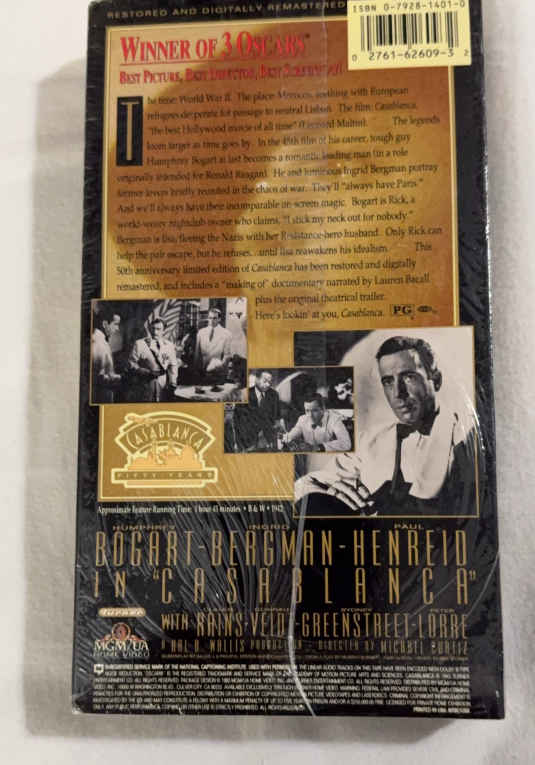 RESTORED AND DIGITALLY REMASTERED
ISBN 0-7928-1401-0
0 2761-62609-3 2
WINNER OF 3 OSCARS
BEST PICTURE, BEST DIRECTOR, BEST SCREENPLAY
The time: World War II. The place: Morocco, seething with European
refugees desperate for passage to neutral Lisbon. The film: Casablanca,
"the best Hollywood movie of all time" (Leonard Maltin). The legends
loom larger as time goes by. In the 45th film of his career, tough guy
Humphrey Bogart at last becomes a romantic leading man (in a role
originally intended for Ronald Reagan). He and luminous Ingrid Bergman portray
former lovers briefly reunited in the chaos of war. They'll "always have Paris."
And we'll always have their incomparable on-screen magic. Bogart is Rick, a
world-weary nightclub owner who claims, "I stick my neck out for nobody."
Bergman is Ilsa, fleeing the Nazis with her Resistance-hero husband. Only Rick can
help the pair escape, but he refuses...until Ilsa reawakens his idealism. This
50th anniversary limited edition of Casablanca has been restored and digitally
remastered, and includes a "making of" documentary narrated by Lauren Bacall
plus the original theatrical trailer.
Here's lookin' at you, Casablanca. PG
CASABLANCA
FIFTY YEARS
Approximate Feature Running Time: 1 hour 43 minutes • B & W • 1942
HUMPHREY INGRID PAUL
BOGART-BERGMAN-HENREID
IN "CASABLANCA"
CLAUDE CONRAD SYDNEY PETER
WITH RAINS-VEIDT-GREENSTREET-LORRE
A HAL B. WALLIS PRODUCTION - DIRECTED BY MICHAEL CURTIZ
MGM/UA
HOME VIDEO